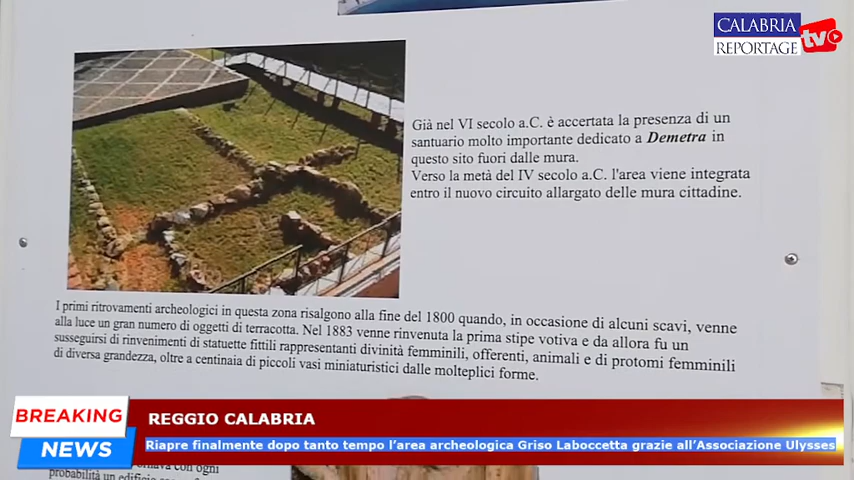 CALABRIA
REPORTAGE tv
Già nel VI secolo a.C. è accertata la presenza di un
santuario molto importante dedicato a Demetra in
questo sito fuori dalle mura.
Verso la metà del IV secolo a.C. l'area viene integrata
entro il nuovo circuito allargato delle mura cittadine.
I primi ritrovamenti archeologici in questa zona risalgono alla fine del 1800 quando, in occasione di alcuni scavi, venne
alla luce un gran numero di oggetti di terracotta. Nel 1883 venne rinvenuta la prima stipe votiva e da allora fu un
susseguirsi di rinvenimenti di statuette fittili rappresentanti divinità femminili, offerenti, animali e di protomi femminili
di diversa grandezza, oltre a centinaia di piccoli vasi miniaturistici dalle molteplici forme.
BREAKING
NEWS
REGGIO CALABRIA
Riapre finalmente dopo tanto tempo l'area archeologica Griso Laboccetta grazie all'Associazione Ulysses
con ogni
probabilità un edificio